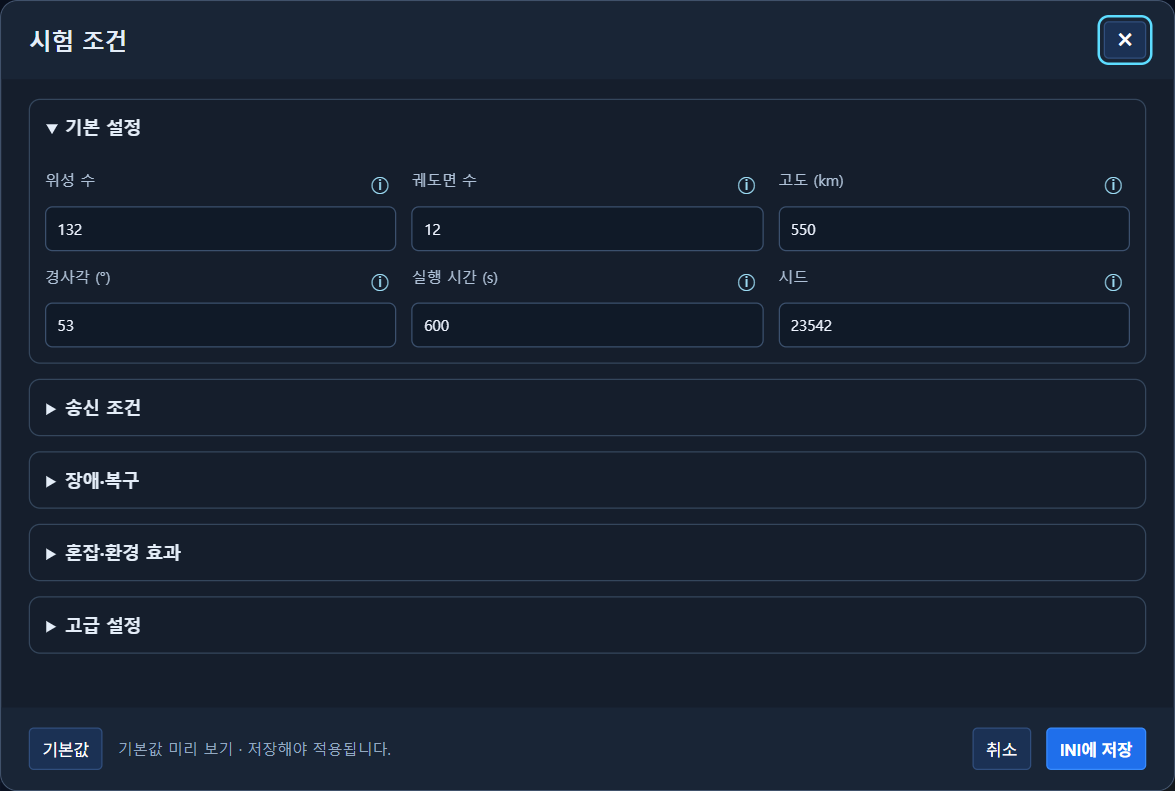 시험 조건
✕
▼ 기본 설정
위성 수 ⓘ 궤도면 수 ⓘ 고도 (km) ⓘ
132 12 550
경사각 (°) ⓘ 실행 시간 (s) ⓘ 시드 ⓘ
53 600 23542
▶ 송신 조건
▶ 장애·복구
▶ 혼잡·환경 효과
▶ 고급 설정
기본값 기본값 미리 보기 · 저장해야 적용됩니다. 취소 INI에 저장